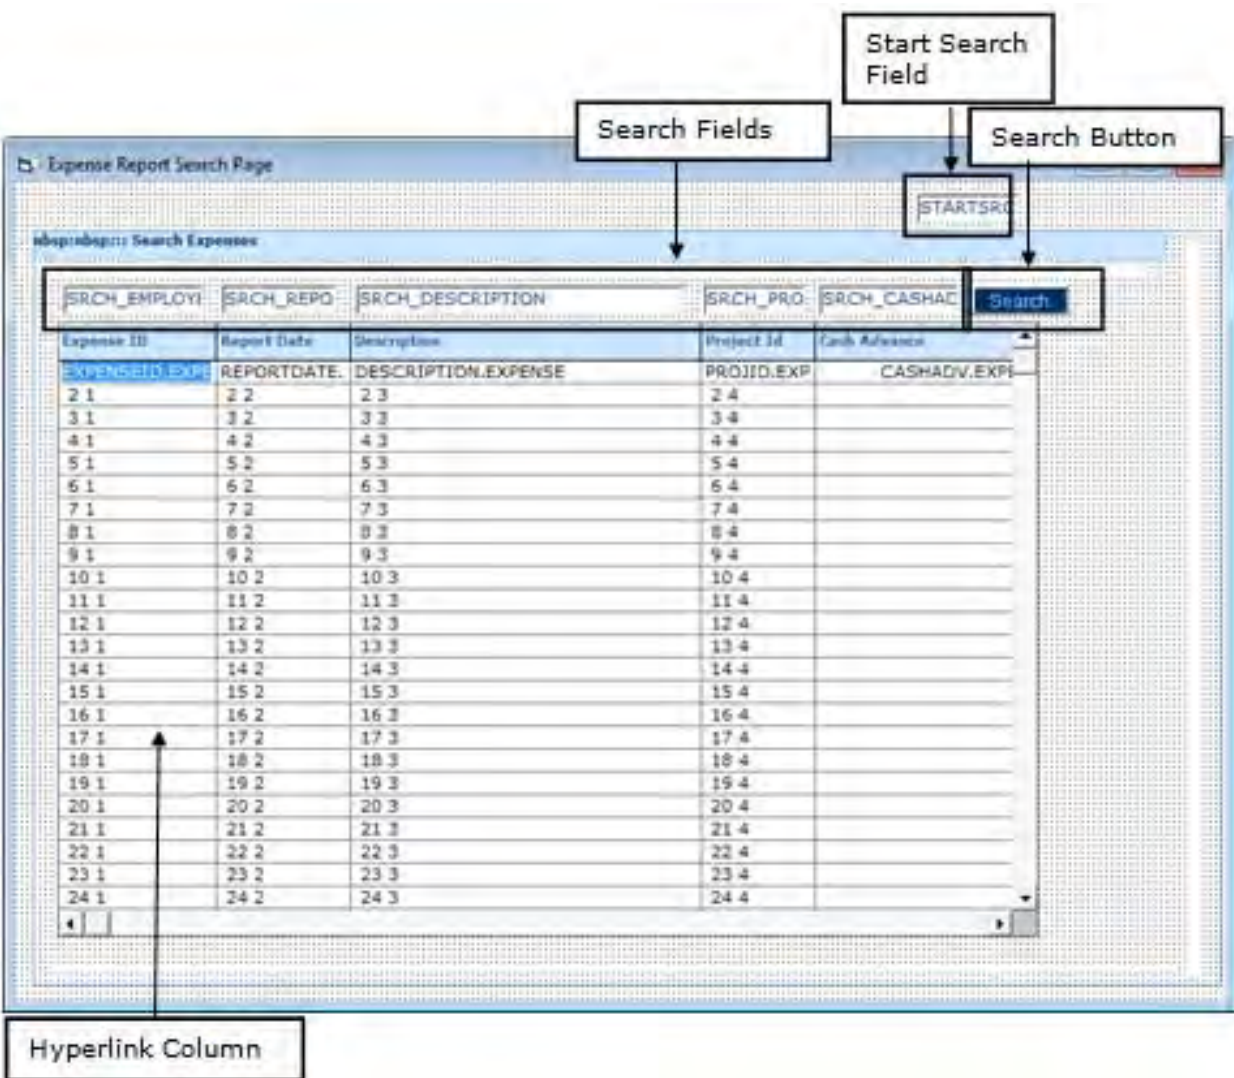 Start Search
Field
Search Fields
Search Button
Expense Report Search Page
STARTSRC
nbsp;nbsp;:: Search Expenses
SRCH_EMPLOYI SRCH_REPO SRCH_DESCRIPTION SRCH_PRO SRCH_CASHAC Search
Expense ID Report Date Description Project Id Cash Advance
EXPENSEID.EXPE REPORTDATE. DESCRIPTION.EXPENSE PROJID.EXP CASHADV.EXPE
2 1 2 2 2 3 2 4
3 1 3 2 3 3 3 4
4 1 4 2 4 3 4 4
5 1 5 2 5 3 5 4
6 1 6 2 6 3 6 4
7 1 7 2 7 3 7 4
8 1 8 2 8 3 8 4
9 1 9 2 9 3 9 4
10 1 10 2 10 3 10 4
11 1 11 2 11 3 11 4
12 1 12 2 12 3 12 4
13 1 13 2 13 3 13 4
14 1 14 2 14 3 14 4
15 1 15 2 15 3 15 4
16 1 16 2 16 3 16 4
17 1 17 2 17 3 17 4
18 1 18 2 18 3 18 4
19 1 19 2 19 3 19 4
20 1 20 2 20 3 20 4
21 1 21 2 21 3 21 4
22 1 22 2 22 3 22 4
23 1 23 2 23 3 23 4
24 1 24 2 24 3 24 4
Hyperlink Column